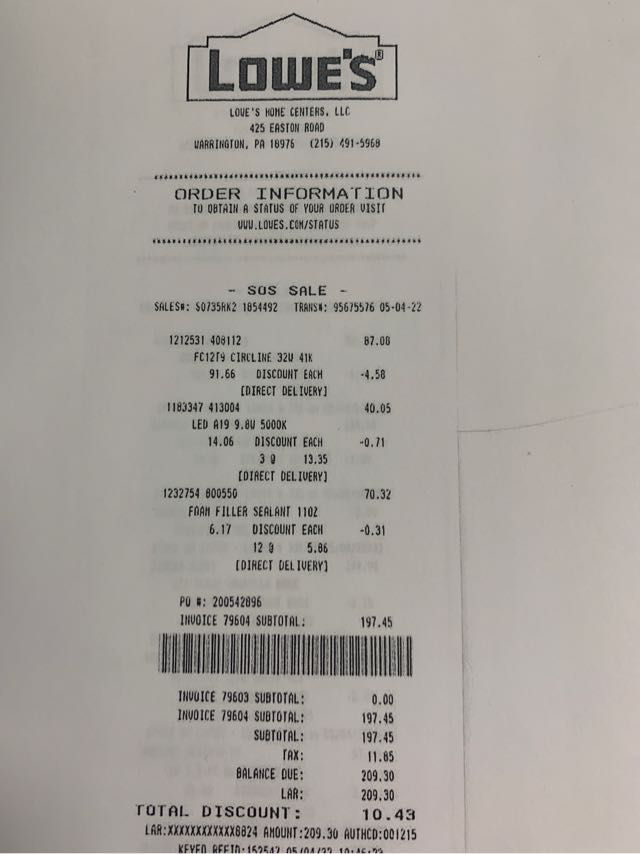 LOWE'S®
LOWE'S HOME CENTERS, LLC
425 EASTON ROAD
WARRINGTON, PA 18976 (215) 491-5968
ORDER INFORMATION
TO OBTAIN A STATUS OF YOUR ORDER VISIT
WWW.LOWES.COM/STATUS
- SOS SALE -
SALES#: S0735RK2 1854492 TRANS#: 95675576 05-04-22
1212531 408112 87.08
FC12T9 CIRCLINE 32W 41K
91.66 DISCOUNT EACH -4.58
[DIRECT DELIVERY]
1183347 413004 40.05
LED A19 9.8W 5000K
14.06 DISCOUNT EACH -0.71
3 @ 13.35
[DIRECT DELIVERY]
1232754 800550 70.32
FOAM FILLER SEALANT 11OZ
6.17 DISCOUNT EACH -0.31
12 @ 5.86
[DIRECT DELIVERY]
PO #: 200542896
INVOICE 79604 SUBTOTAL: 197.45
INVOICE 79603 SUBTOTAL: 0.00
INVOICE 79604 SUBTOTAL: 197.45
SUBTOTAL: 197.45
TAX: 11.85
BALANCE DUE: 209.30
LAR: 209.30
TOTAL DISCOUNT: 10.43
LAR:XXXXXXXXXXXX8824 AMOUNT:209.30 AUTHCD:001215
KEYED REFID:152542 05/04/22